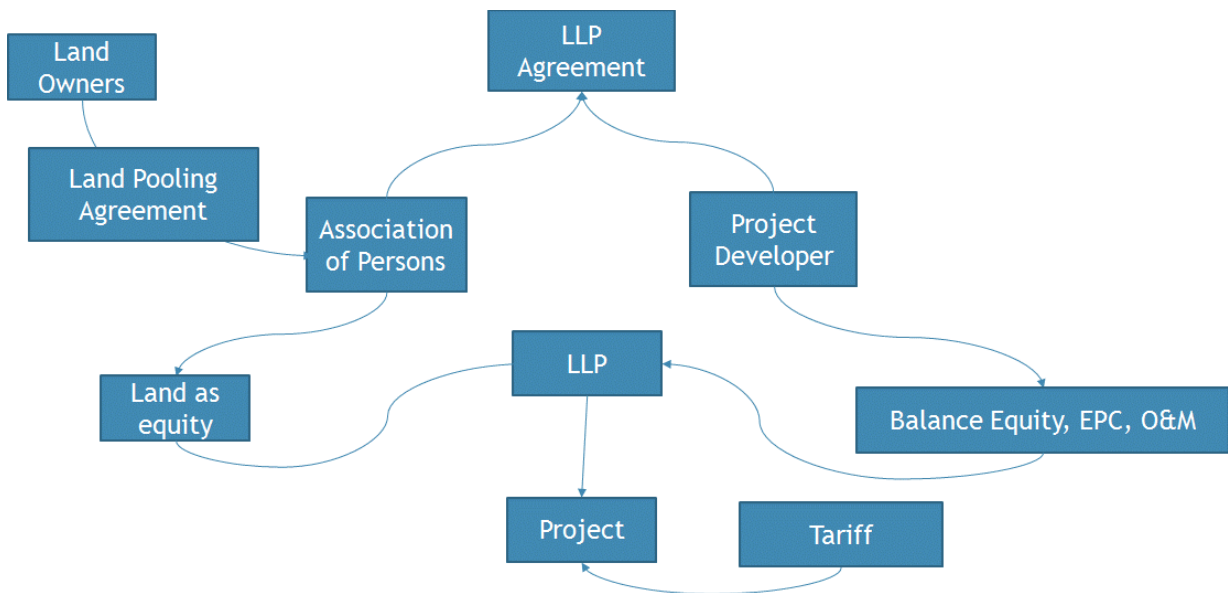 Land
Owners
LLP
Agreement
Land Pooling
Agreement
Association
of Persons
Project
Developer
Land as
equity
LLP
Balance Equity, EPC, O&M
Project
Tariff